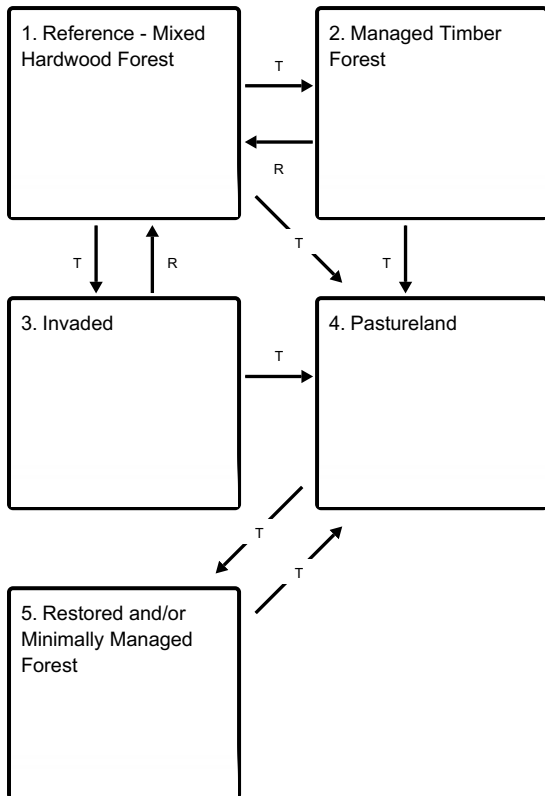 1. Reference - Mixed
Hardwood Forest
T
2. Managed Timber
Forest
R
T
T
R
T
3. Invaded
T
4. Pastureland
T
T
5. Restored and/or
Minimally Managed
Forest